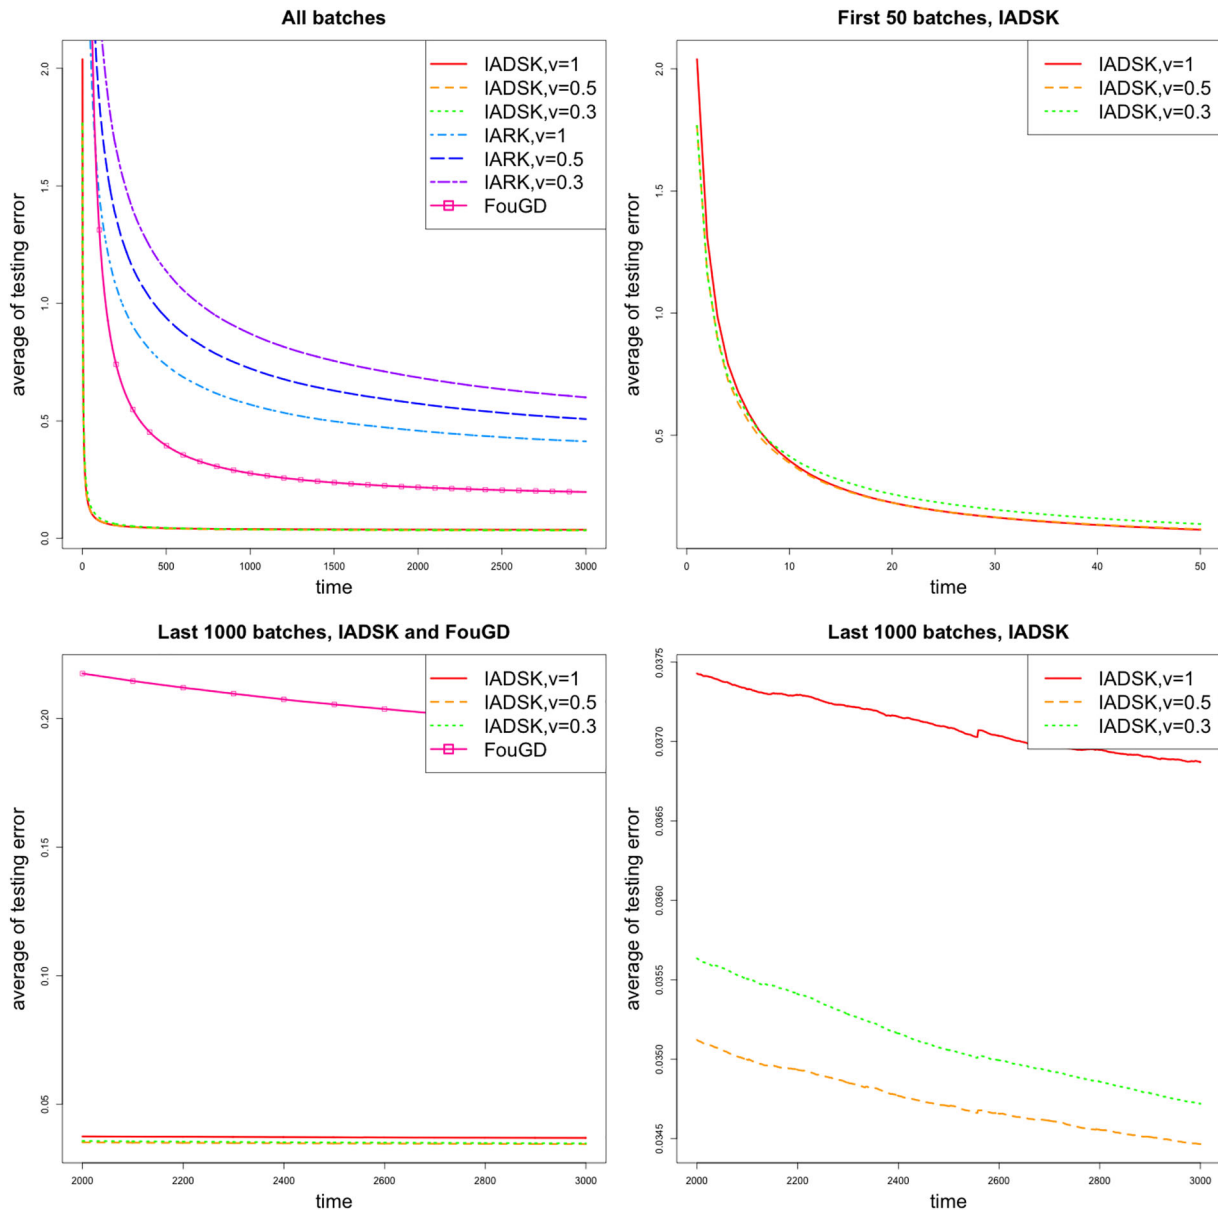 All batches
average of testing error
2.0
1.5
1.0
0.5
0.0
IADSK,v=1
IADSK,v=0.5
IADSK,v=0.3
IARK,v=1
IARK,v=0.5
IARK,v=0.3
FouGD
0 500 1000 1500 2000 2500 3000
time
First 50 batches, IADSK
average of testing error
2.0
1.5
1.0
0.5
IADSK,v=1
IADSK,v=0.5
IADSK,v=0.3
0 10 20 30 40 50
time
Last 1000 batches, IADSK and FouGD
average of testing error
0.20
0.15
0.10
0.05
IADSK,v=1
IADSK,v=0.5
IADSK,v=0.3
FouGD
2000 2200 2400 2600 2800 3000
time
Last 1000 batches, IADSK
average of testing error
0.0375
0.0370
0.0365
0.0360
0.0355
0.0350
0.0345
IADSK,v=1
IADSK,v=0.5
IADSK,v=0.3
2000 2200 2400 2600 2800 3000
time